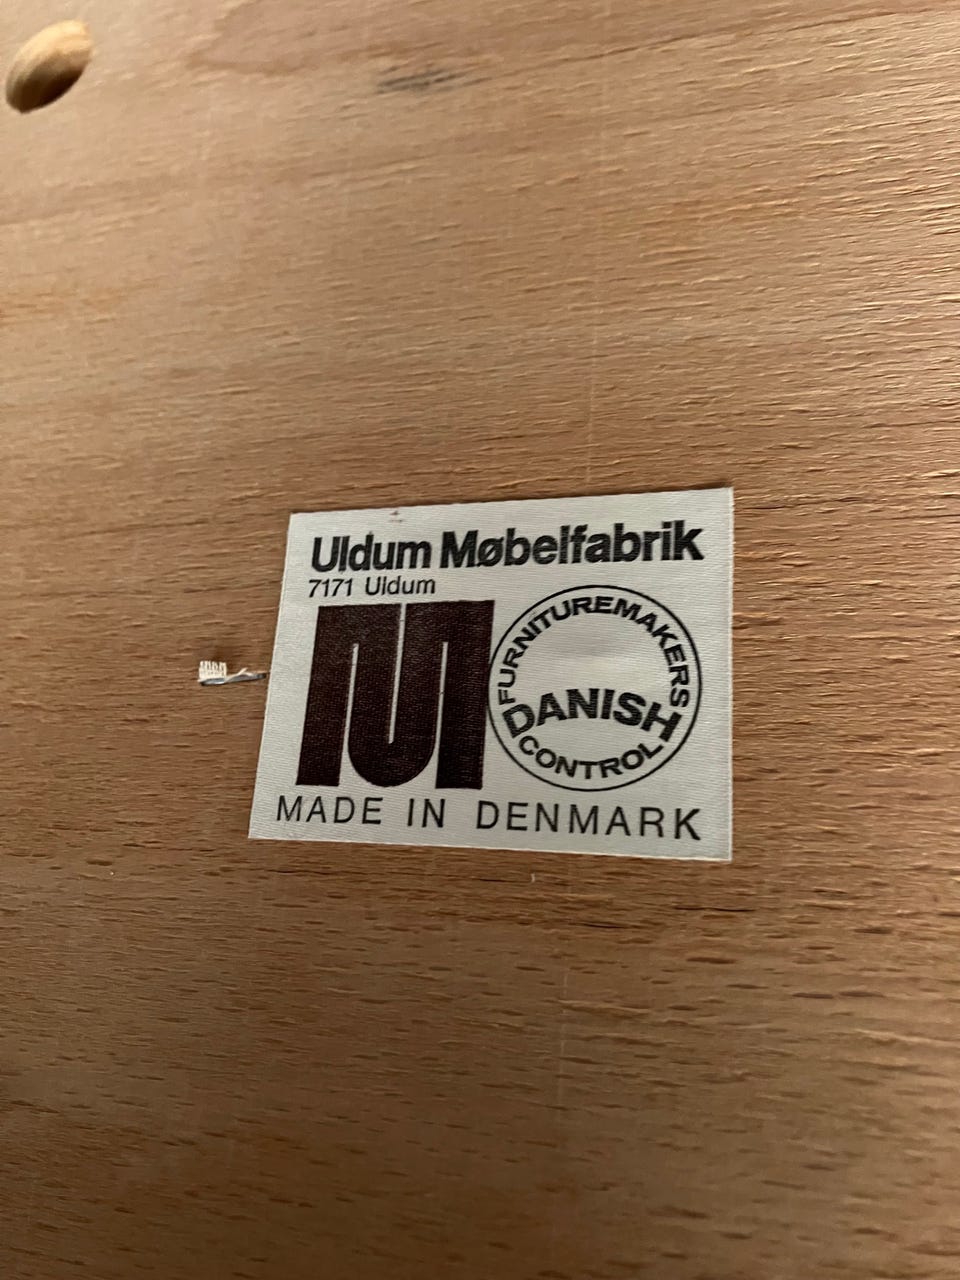 Uldum Møbelfabrik
7171 Uldum
FURNITUREMAKERS
DANISH
CONTROL
MADE IN DENMARK